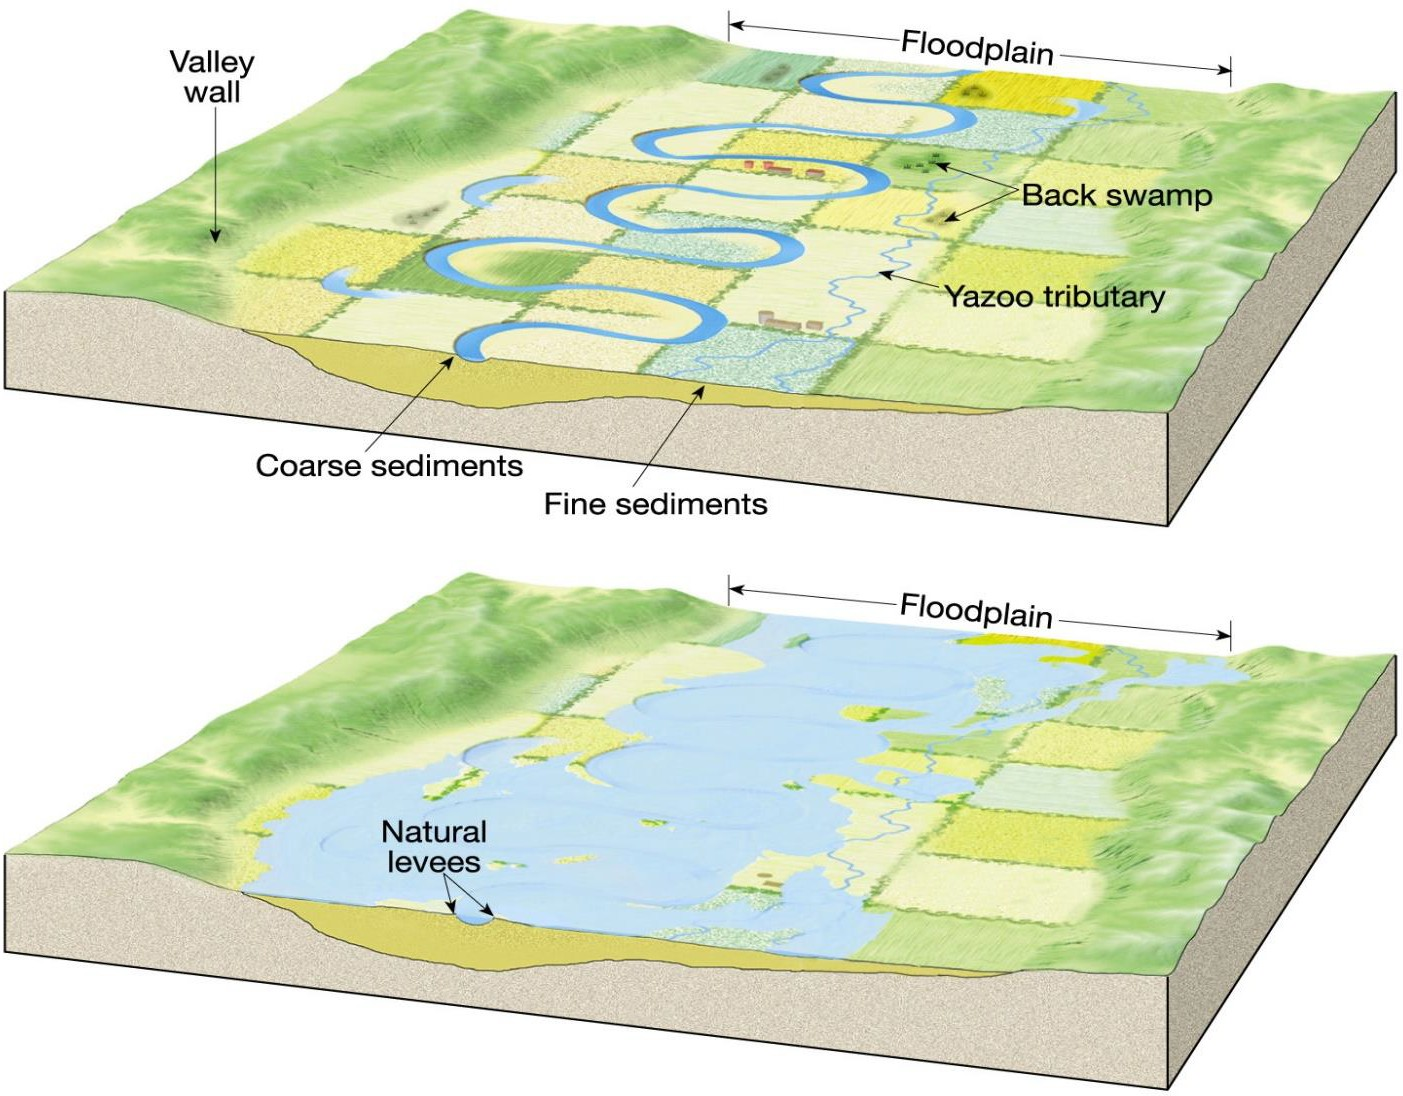 Floodplain
Valley
wall
Back swamp
Yazoo tributary
Coarse sediments
Fine sediments
Floodplain
Natural
levees